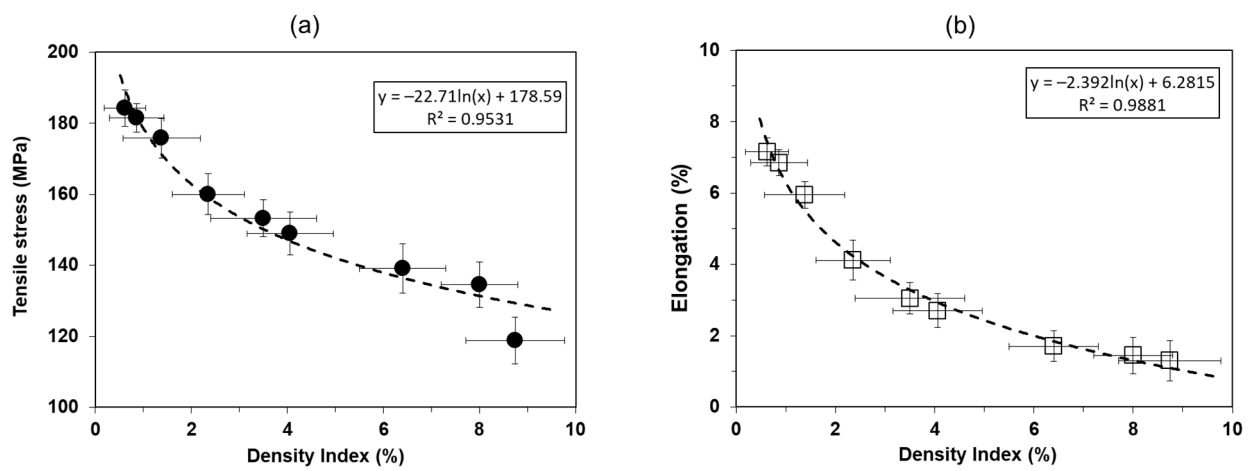 (a)
200
180
160
140
120
100
Tensile stress (MPa)
y = –22.71ln(x) + 178.59
R² = 0.9531
0 2 4 6 8 10
Density Index (%)
(b)
10
8
6
4
2
0
Elongation (%)
y = –2.392ln(x) + 6.2815
R² = 0.9881
0 2 4 6 8 10
Density Index (%)